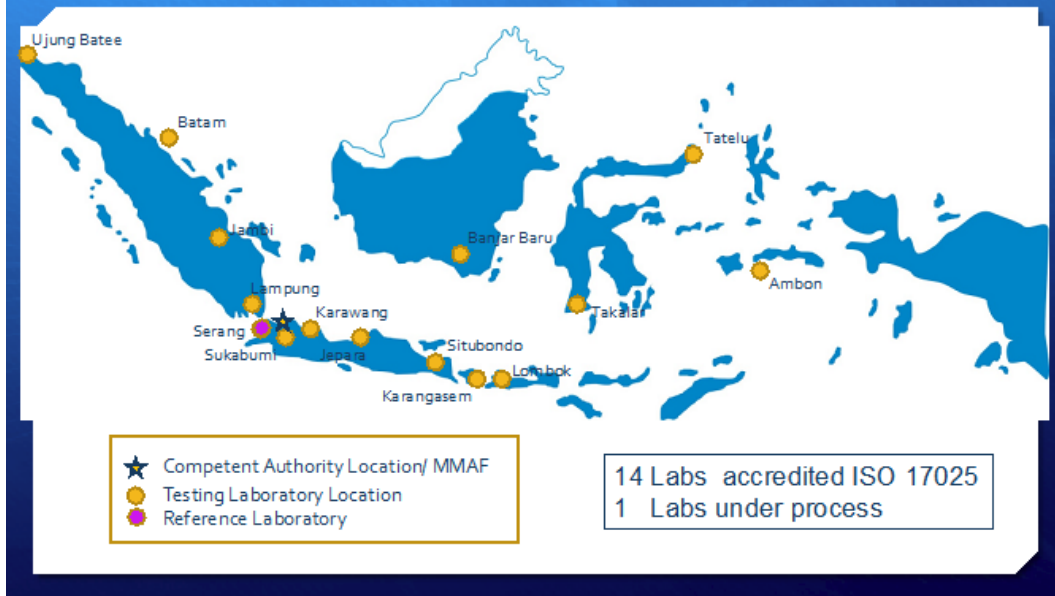 Ujung Batee
Batam
Tatelu
Jambi
Banjar Baru
Ambon
Lampung
Takalar
Serang
Karawang
Sukabumi
Jepara
Situbondo
Lombok
Karangasem
Competent Authority Location/ MMAF
Testing Laboratory Location
Reference Laboratory
14 Labs accredited ISO 17025
1 Labs under process